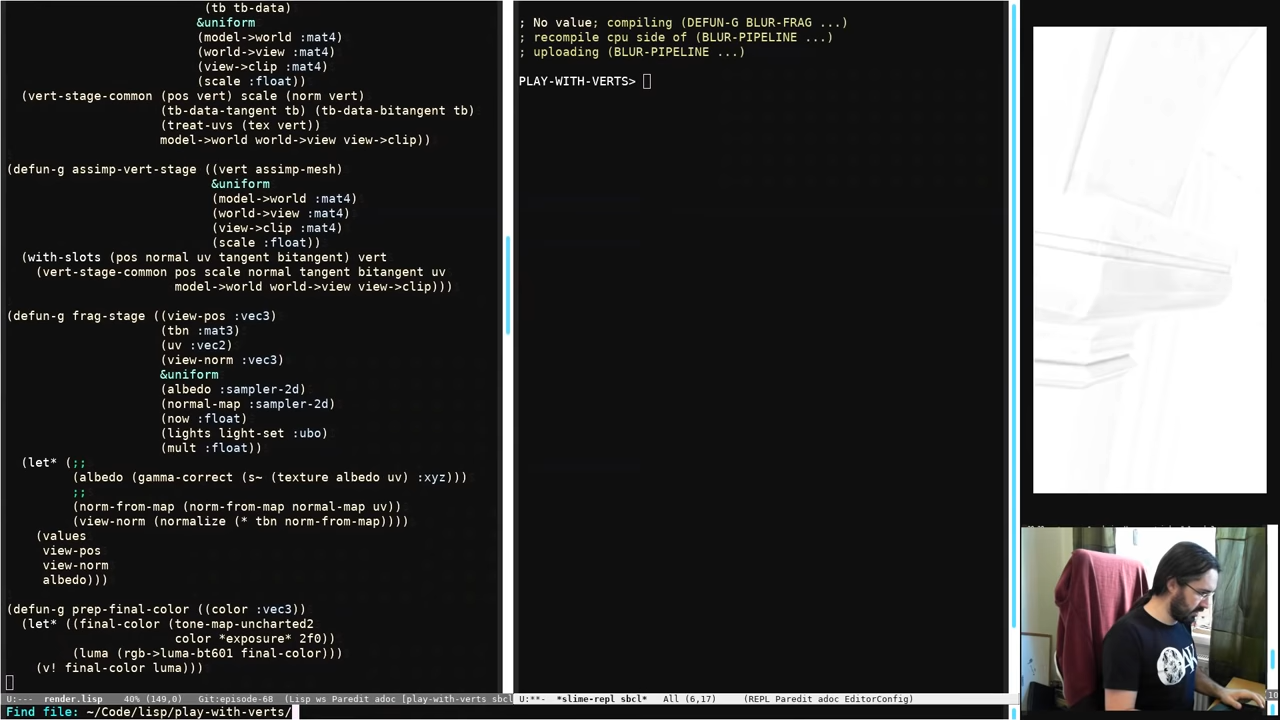 (tb tb-data)
&uniform
(model->world :mat4)
(world->view :mat4)
(view->clip :mat4)
(scale :float))
(vert-stage-common (pos vert) scale (norm vert)
(tb-data-tangent tb) (tb-data-bitangent tb)
(treat-uvs (tex vert))
model->world world->view view->clip))
(defun-g assimp-vert-stage ((vert assimp-mesh)
&uniform
(model->world :mat4)
(world->view :mat4)
(view->clip :mat4)
(scale :float))
(with-slots (pos normal uv tangent bitangent) vert
(vert-stage-common pos scale normal tangent bitangent uv
model->world world->view view->clip)))
(defun-g frag-stage ((view-pos :vec3)
(tbn :mat3)
(uv :vec2)
(view-norm :vec3)
&uniform
(albedo :sampler-2d)
(normal-map :sampler-2d)
(now :float)
(lights light-set :ubo)
(mult :float))
(let* (;;
(albedo (gamma-correct (s~ (texture albedo uv) :xyz)))
;;
(norm-from-map (norm-from-map normal-map uv))
(view-norm (normalize (* tbn norm-from-map))))
(values
view-pos
view-norm
albedo)))
(defun-g prep-final-color ((color :vec3))
(let* ((final-color (tone-map-uncharted2
color *exposure* 2f0))
(luma (rgb->luma-bt601 final-color)))
(v! final-color luma)))
U:--- render.lisp 40% (149,0) Git:episode-68 (Lisp ws Paredit adoc [play-with-verts sbcl
Find file: ~/Code/lisp/play-with-verts/
; No value; compiling (DEFUN-G BLUR-FRAG ...)
; recompile cpu side of (BLUR-PIPELINE ...)
; uploading (BLUR-PIPELINE ...)
PLAY-WITH-VERTS>
U:**- *slime-repl sbcl* All (6,17) (REPL Paredit adoc EditorConfig)